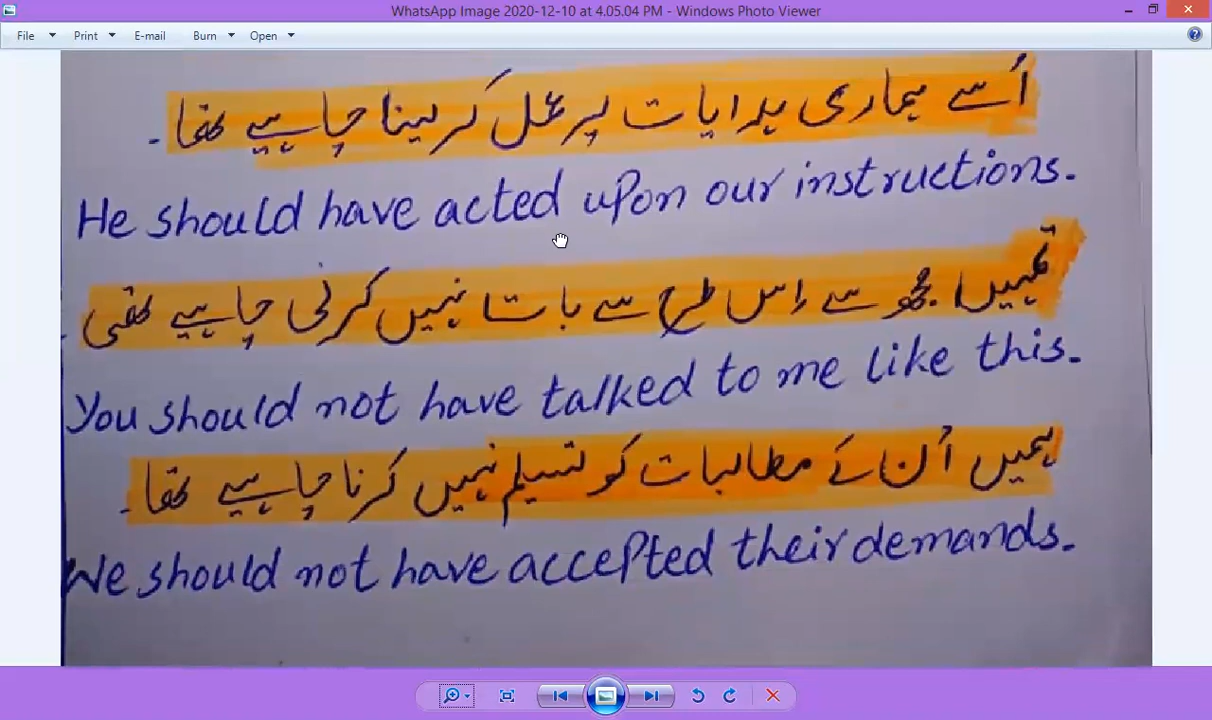 WhatsApp Image 2020-12-10 at 4.05.04 PM - Windows Photo Viewer
File Print E-mail Burn Open
اُسے ہماری ہدایات پر عمل کر لینا چاہیے تھا۔
He should have acted upon our instructions.
تمہیں مجھ سے اِس طرح سے بات نہیں کرنی چاہیے تھی۔
You should not have talked to me like this.
ہمیں اُن کے مطالبات کو تسلیم نہیں کرنا چاہیے تھا۔
We should not have accepted their demands.